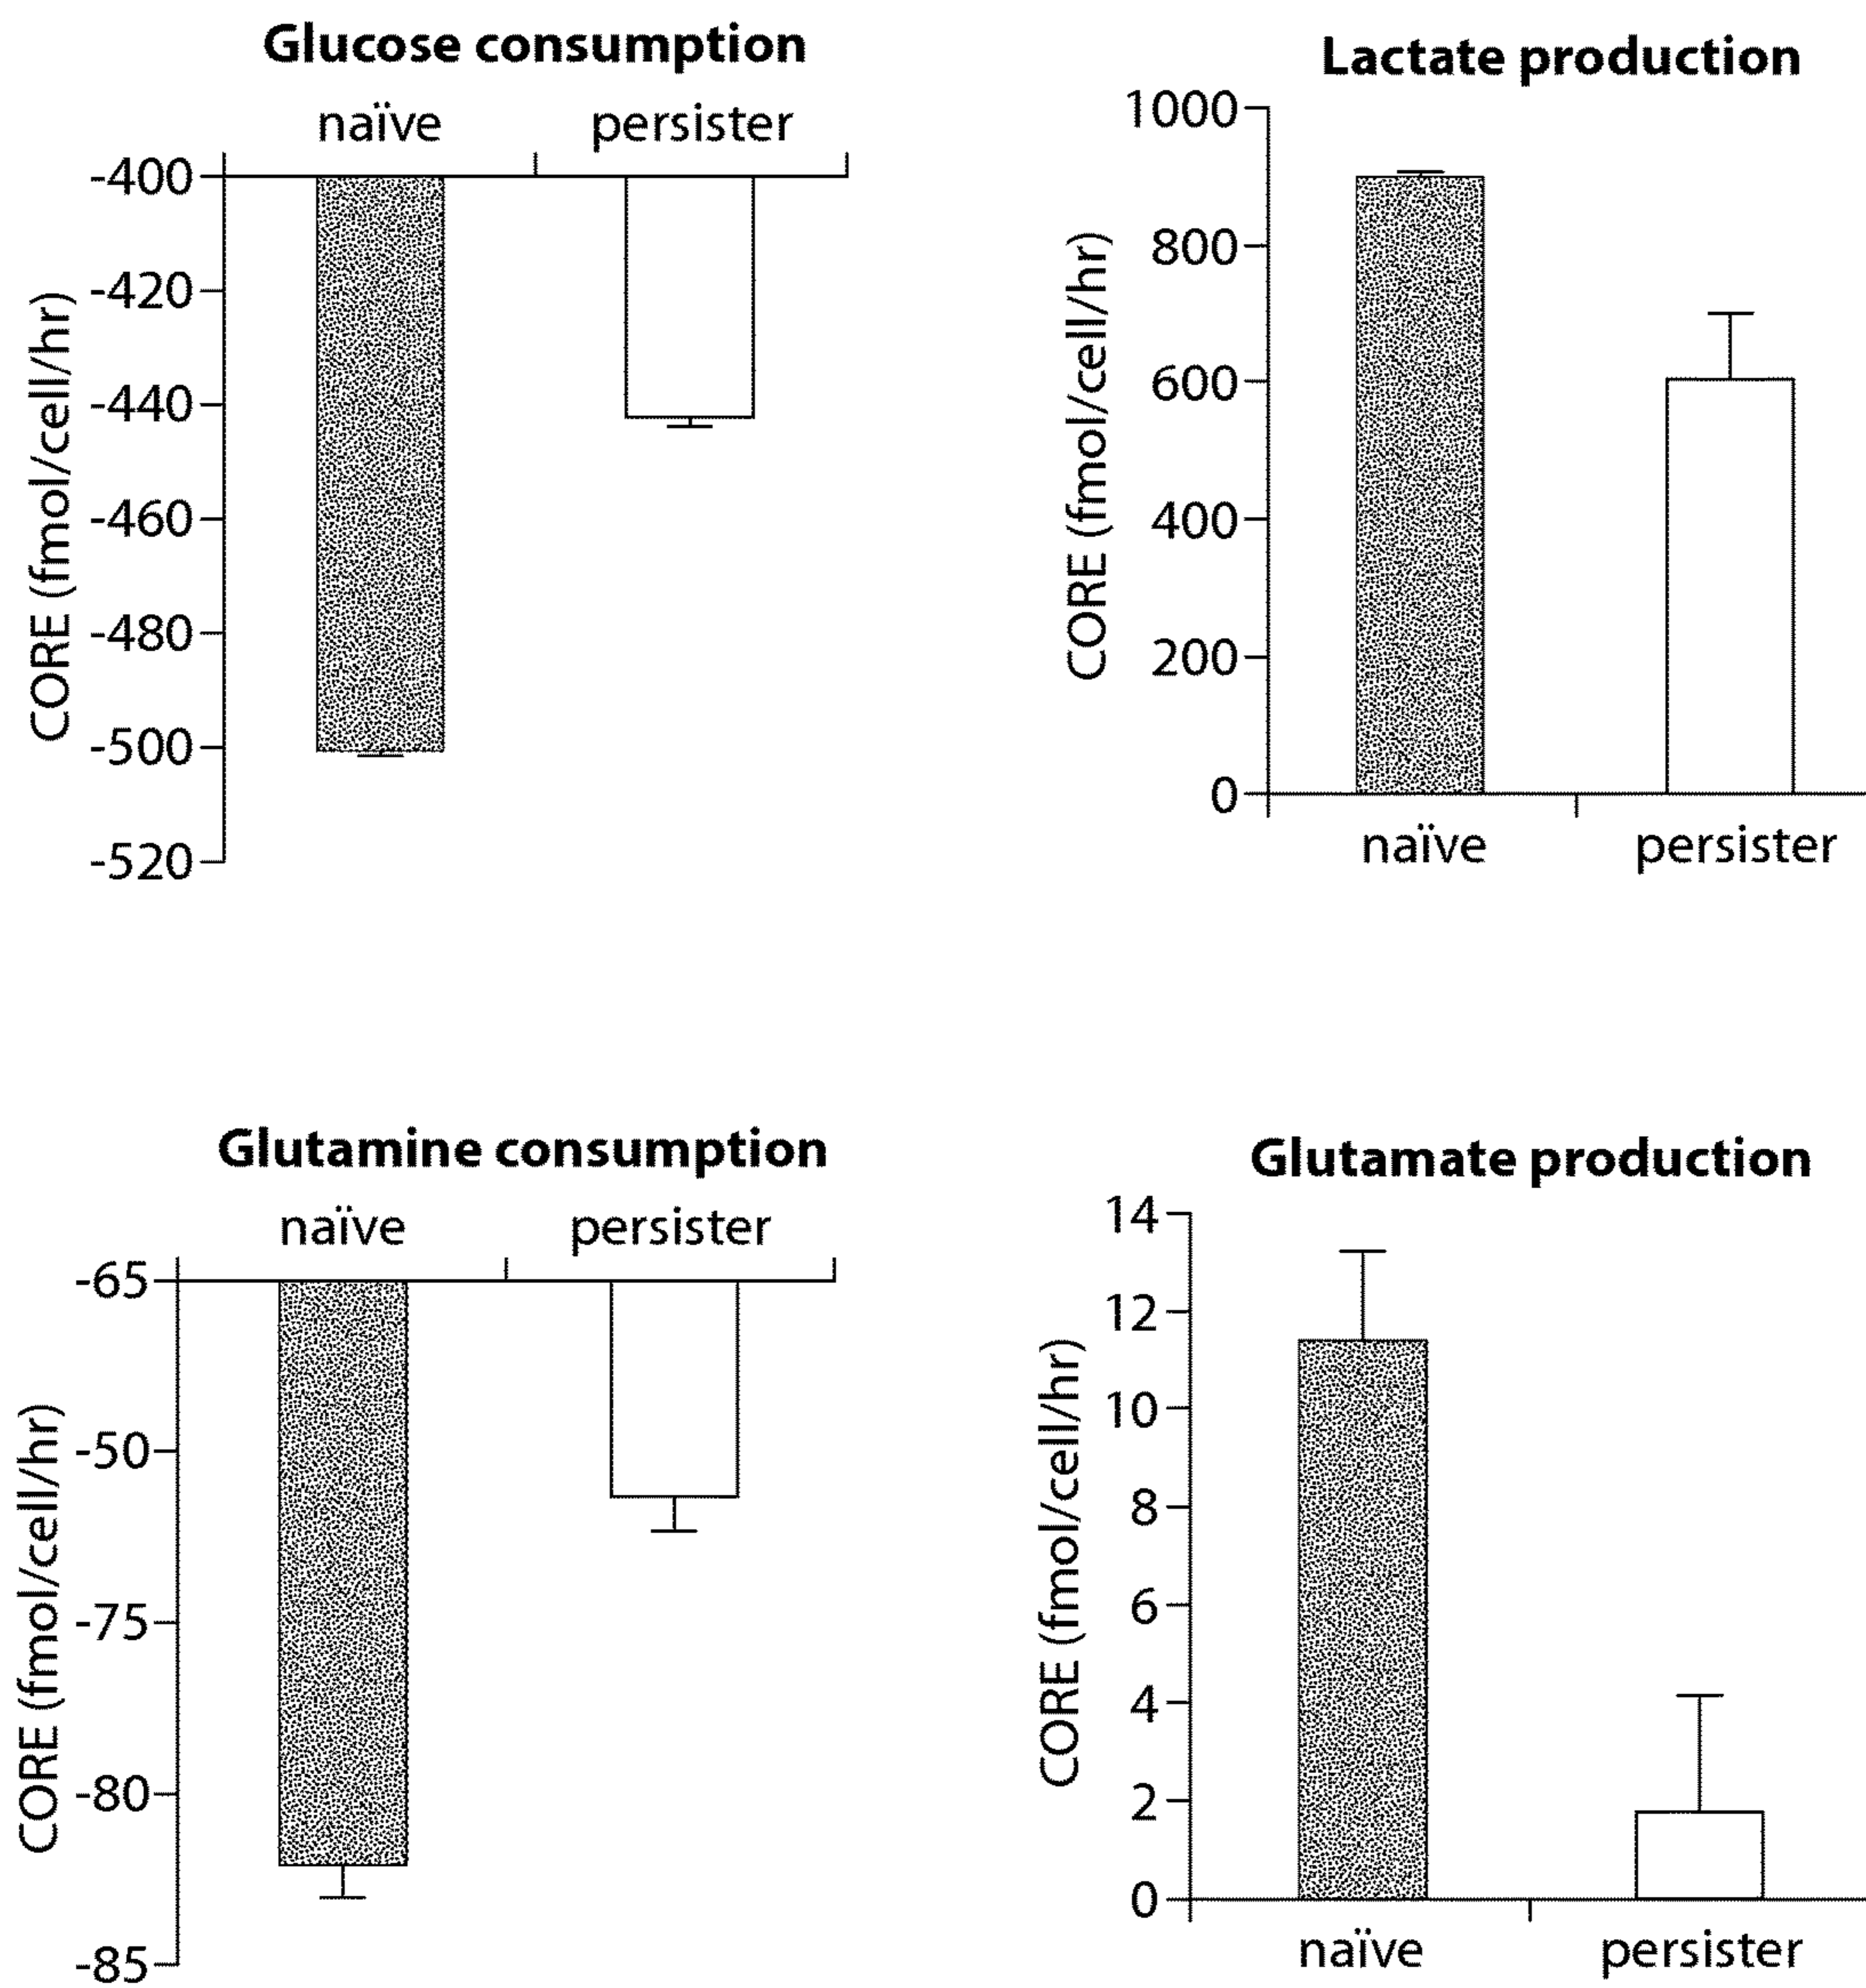 Glucose consumption
naïve persister
-400
-420
-440
-460
-480
-500
-520
CORE (fmol/cell/hr)
Lactate production
1000
800
600
400
200
0
CORE (fmol/cell/hr)
naïve persister
Glutamine consumption
naïve persister
-65
-50
-75
-80
-85
CORE (fmol/cell/hr)
Glutamate production
14
12
10
8
6
4
2
0
CORE (fmol/cell/hr)
naïve persister